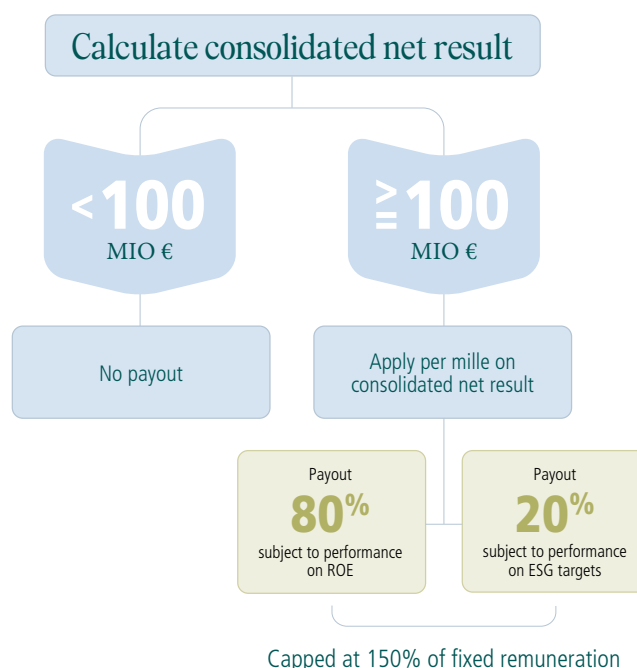 Calculate consolidated net result
<100
MIO €
≧100
MIO €
No payout
Apply per mille on
consolidated net result
Payout
80%
subject to performance
on ROE
Payout
20%
subject to performance
on ESG targets
Capped at 150% of fixed remuneration